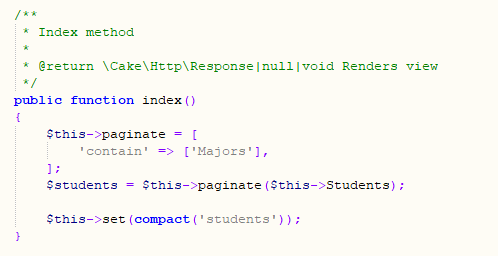 /**
 * Index method
 *
 * @return \Cake\Http\Response|null|void Renders view
 */
public function index()
{
    $this->paginate = [
        'contain' => ['Majors'],
    ];
    $students = $this->paginate($this->Students);

    $this->set(compact('students'));
}